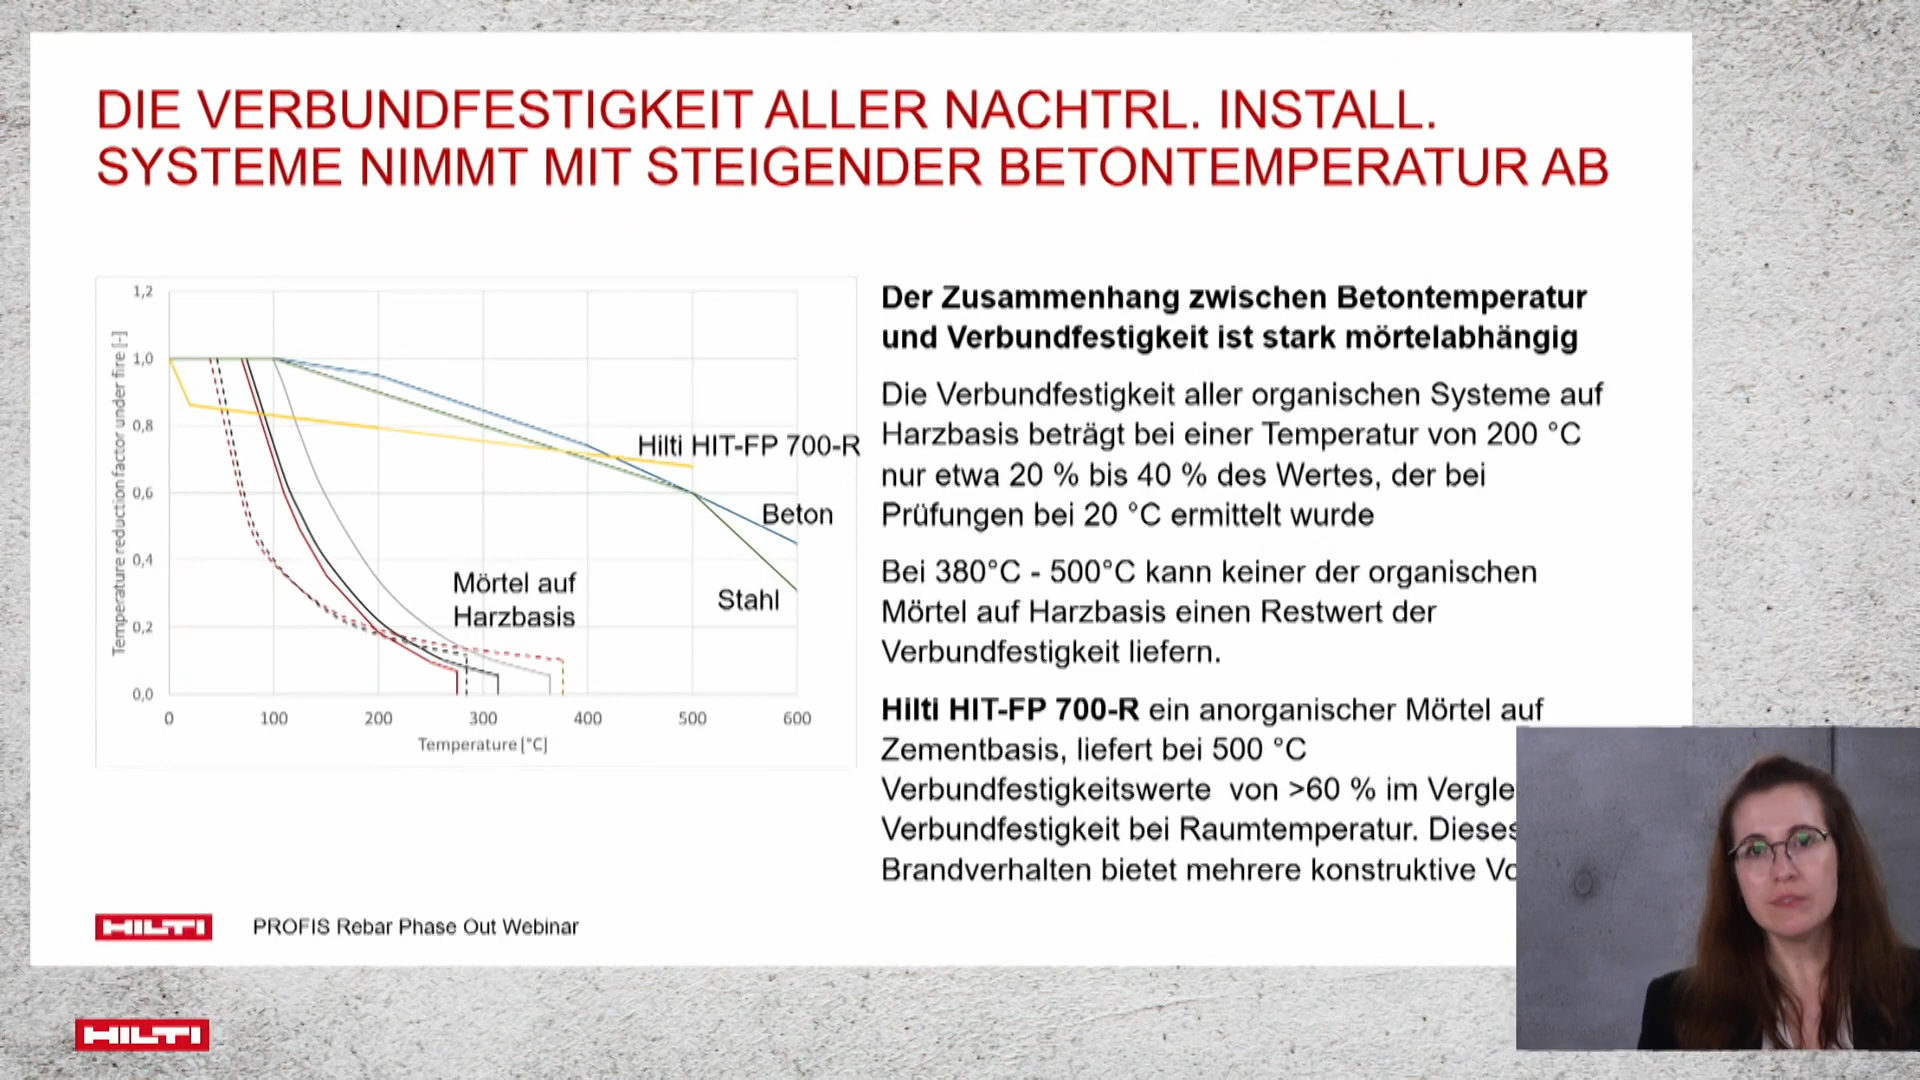 DIE VERBUNDFESTIGKEIT ALLER NACHTRL. INSTALL.
SYSTEME NIMMT MIT STEIGENDER BETONTEMPERATUR AB
1,2
1,0
0,8
0,6
0,4
0,2
0,0
0
100
200
300
400
500
600
Temperature reduction factor under fire [-]
Temperature [°C]
Hilti HIT-FP 700-R
Beton
Stahl
Mörtel auf
Harzbasis
Der Zusammenhang zwischen Betontemperatur
und Verbundfestigkeit ist stark mörtelabhängig
Die Verbundfestigkeit aller organischen Systeme auf
Harzbasis beträgt bei einer Temperatur von 200 °C
nur etwa 20 % bis 40 % des Wertes, der bei
Prüfungen bei 20 °C ermittelt wurde
Bei 380°C - 500°C kann keiner der organischen
Mörtel auf Harzbasis einen Restwert der
Verbundfestigkeit liefern.
Hilti HIT-FP 700-R ein anorganischer Mörtel auf
Zementbasis, liefert bei 500 °C
Verbundfestigkeitswerte von >60 % im Vergle
Verbundfestigkeit bei Raumtemperatur. Dieses
Brandverhalten bietet mehrere konstruktive Vo
HILTI
PROFIS Rebar Phase Out Webinar
HILTI